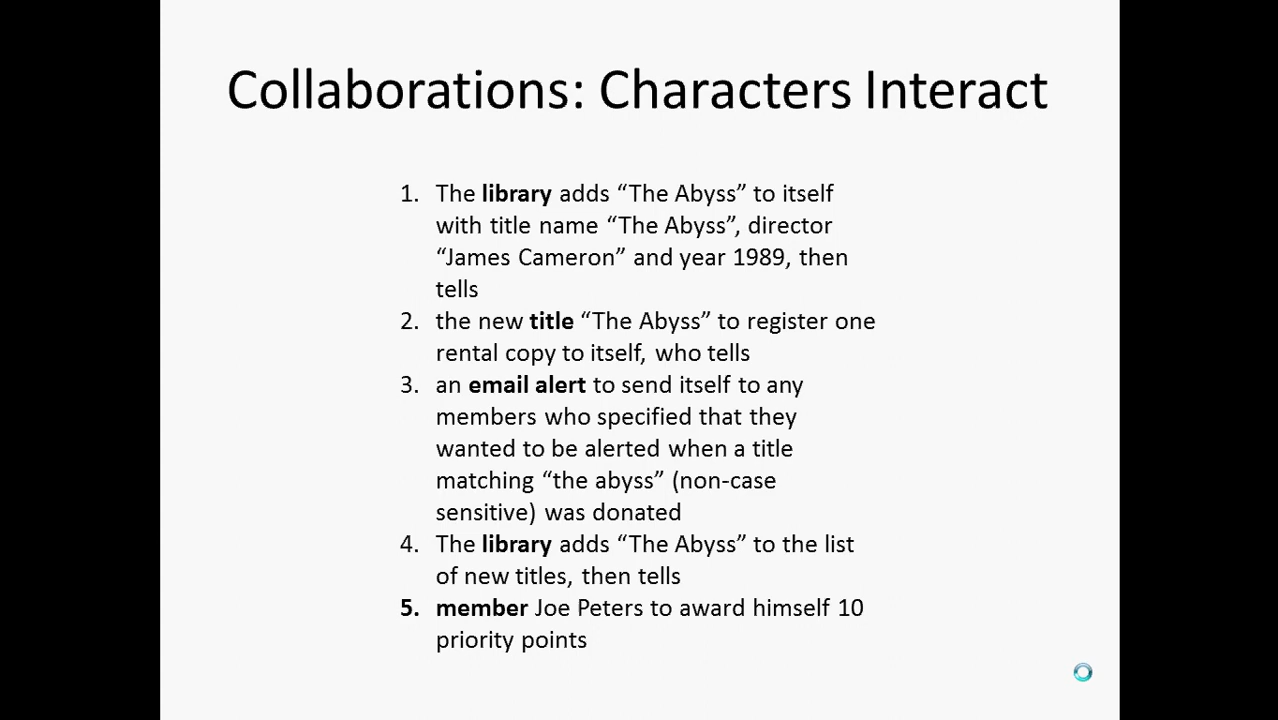 Collaborations: Characters Interact
1. The library adds “The Abyss” to itself
with title name “The Abyss”, director
“James Cameron” and year 1989, then
tells
2. the new title “The Abyss” to register one
rental copy to itself, who tells
3. an email alert to send itself to any
members who specified that they
wanted to be alerted when a title
matching “the abyss” (non-case
sensitive) was donated
4. The library adds “The Abyss” to the list
of new titles, then tells
5. member Joe Peters to award himself 10
priority points